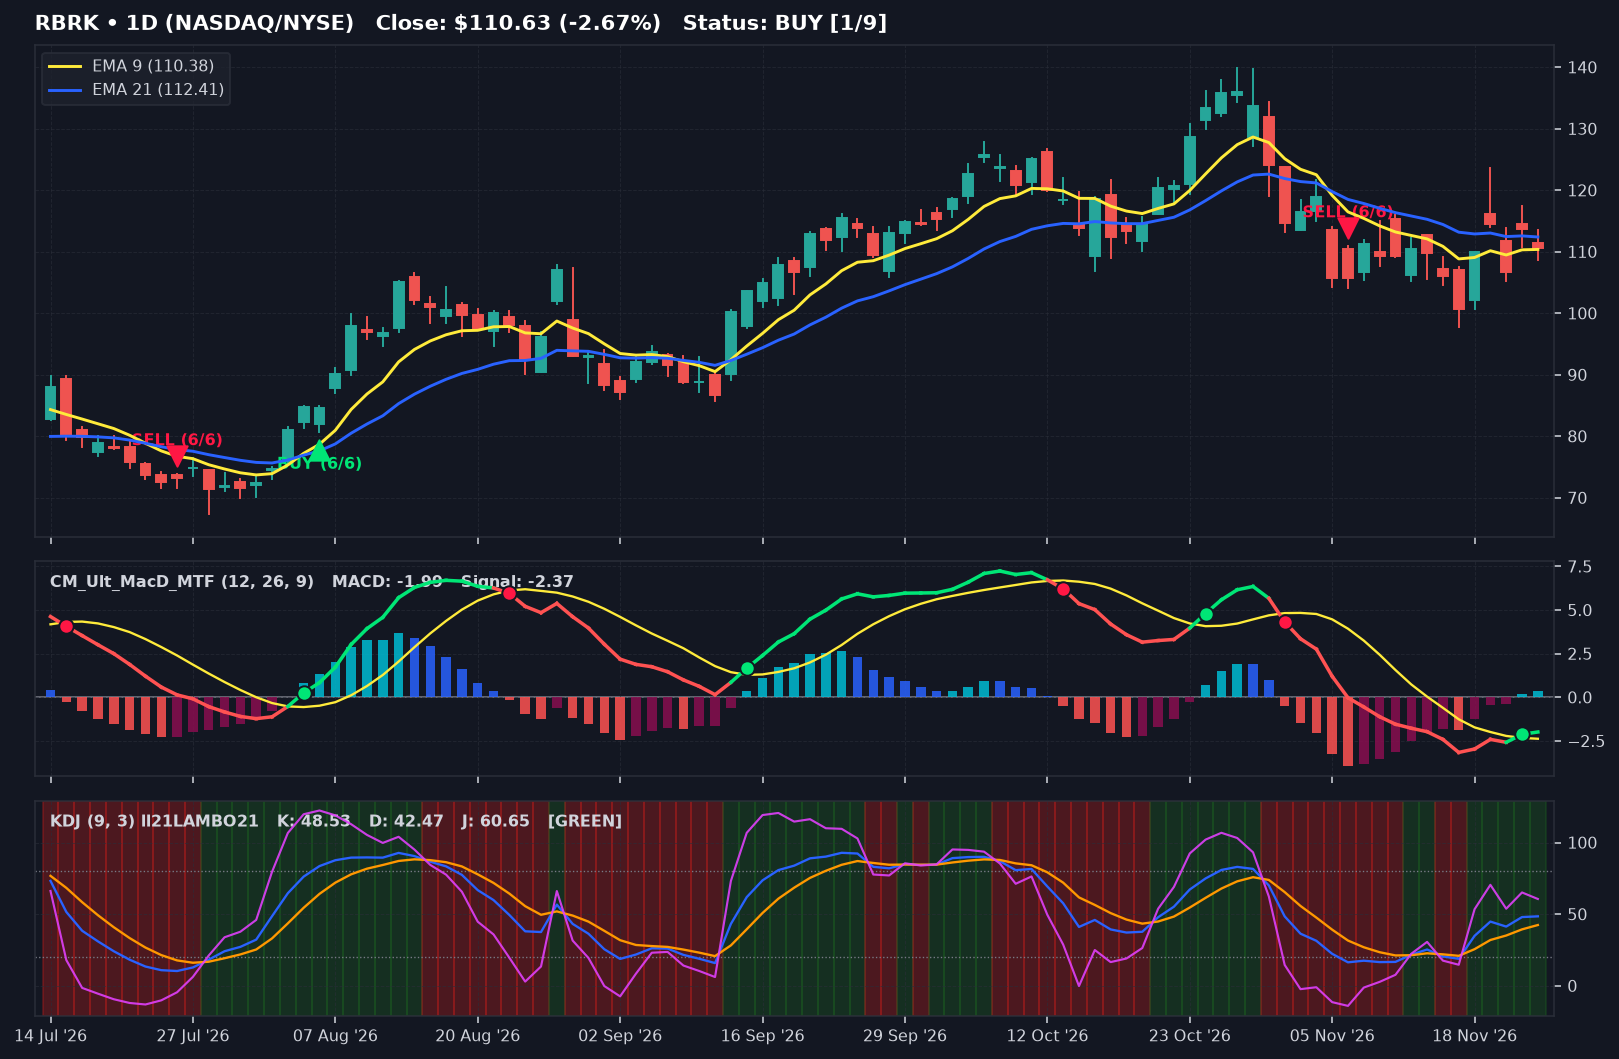 RBRK • 1D (NASDAQ/NYSE)   Close: $110.63 (-2.67%)   Status: BUY [1/9]
EMA 9 (110.38)
EMA 21 (112.41)
140
130
120
110
100
90
80
70
SELL (6/6)
BUY (6/6)
SELL (6/6)
CM_Ult_MacD_MTF (12, 26, 9)   MACD: -1.99   Signal: -2.37
7.5
5.0
2.5
0.0
−2.5
KDJ (9, 3) II21LAMBO21   K: 48.53   D: 42.47   J: 60.65   [GREEN]
100
50
0
14 Jul '26
27 Jul '26
07 Aug '26
20 Aug '26
02 Sep '26
16 Sep '26
29 Sep '26
12 Oct '26
23 Oct '26
05 Nov '26
18 Nov '26